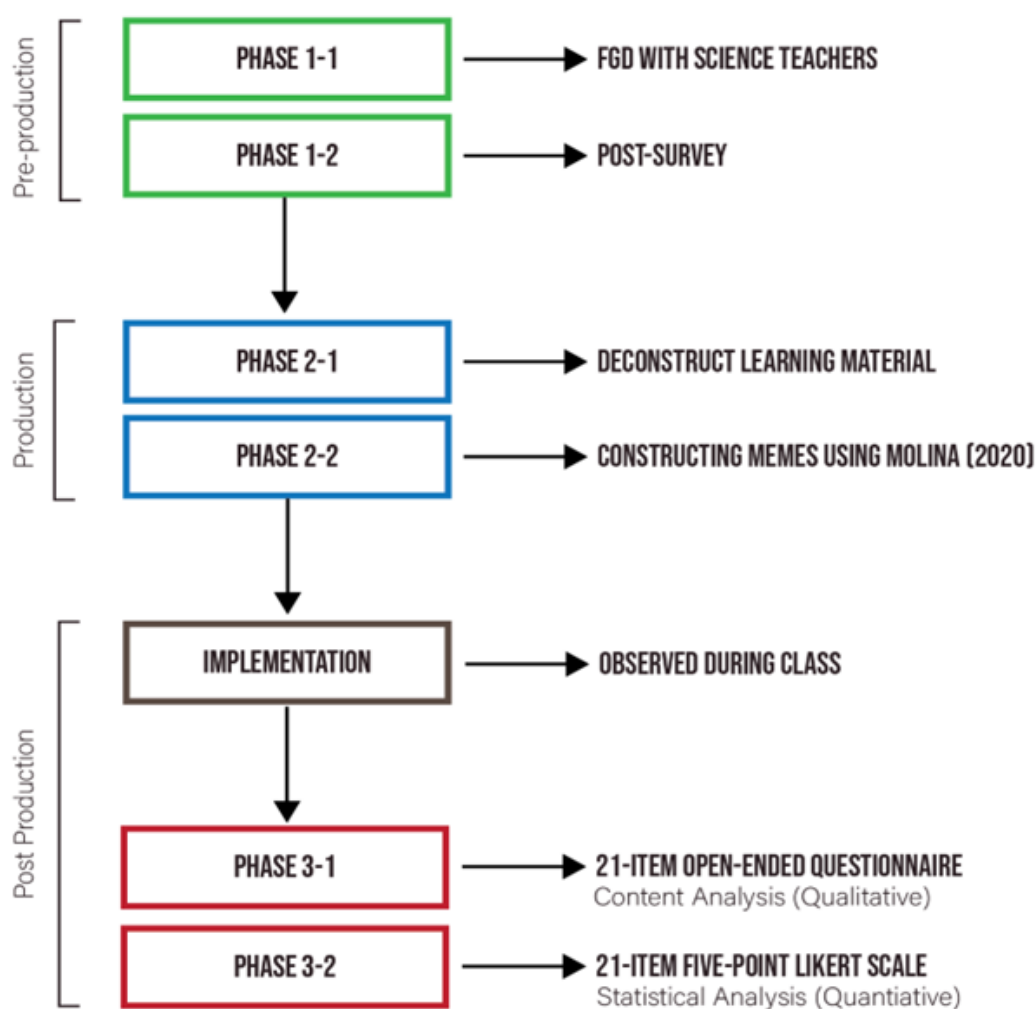 Pre-production
PHASE 1-1
FGD WITH SCIENCE TEACHERS
PHASE 1-2
POST-SURVEY
Production
PHASE 2-1
DECONSTRUCT LEARNING MATERIAL
PHASE 2-2
CONSTRUCTING MEMES USING MOLINA (2020)
Post Production
IMPLEMENTATION
OBSERVED DURING CLASS
PHASE 3-1
21-ITEM OPEN-ENDED QUESTIONNAIRE
Content Analysis (Qualitative)
PHASE 3-2
21-ITEM FIVE-POINT LIKERT SCALE
Statistical Analysis (Quantiative)